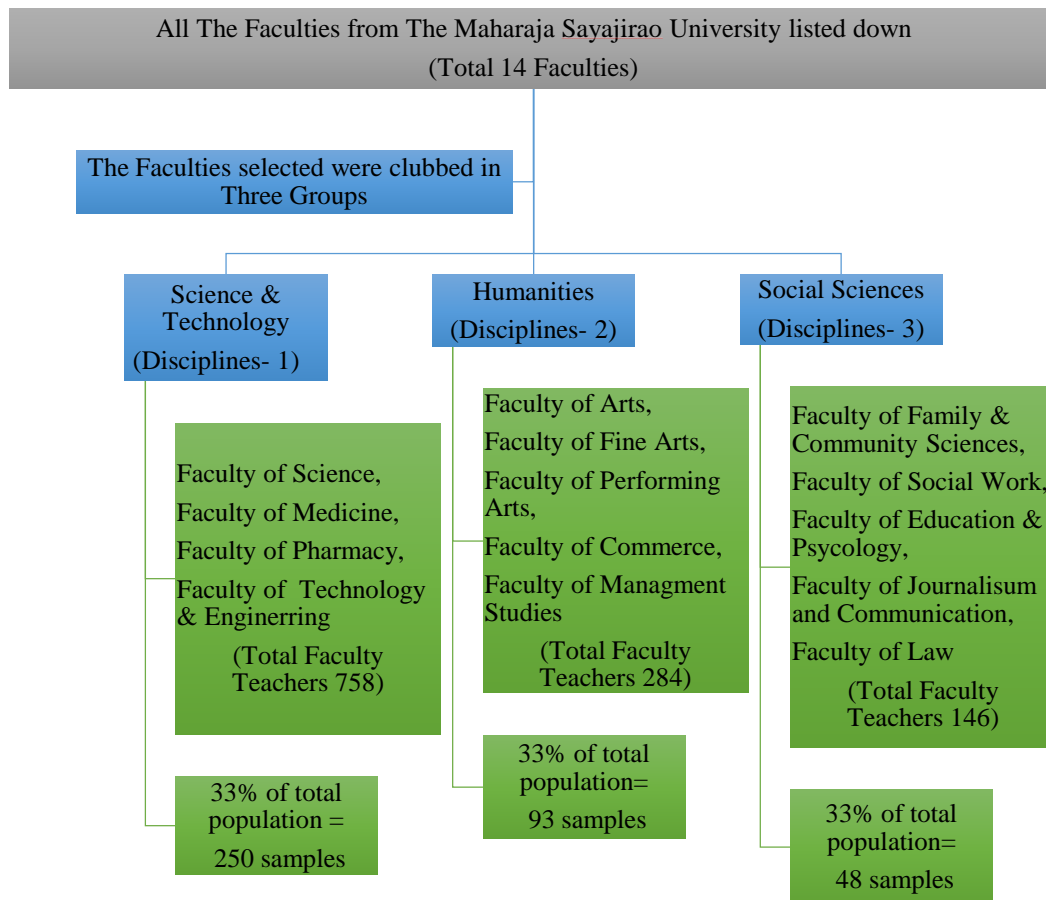 All The Faculties from The Maharaja Sayajirao University listed down
(Total 14 Faculties)
The Faculties selected were clubbed in
Three Groups
Science &
Technology
(Disciplines- 1)
Humanities
(Disciplines- 2)
Social Sciences
(Disciplines- 3)
Faculty of Science,
Faculty of Medicine,
Faculty of Pharmacy,
Faculty of Technology
& Enginerring
(Total Faculty
Teachers 758)
Faculty of Arts,
Faculty of Fine Arts,
Faculty of Performing
Arts,
Faculty of Commerce,
Faculty of Managment
Studies
(Total Faculty
Teachers 284)
Faculty of Family &
Community Sciences,
Faculty of Social Work,
Faculty of Education &
Psycology,
Faculty of Journalisum
and Communication,
Faculty of Law
(Total Faculty
Teachers 146)
33% of total
population =
250 samples
33% of total
population=
93 samples
33% of total
population=
48 samples